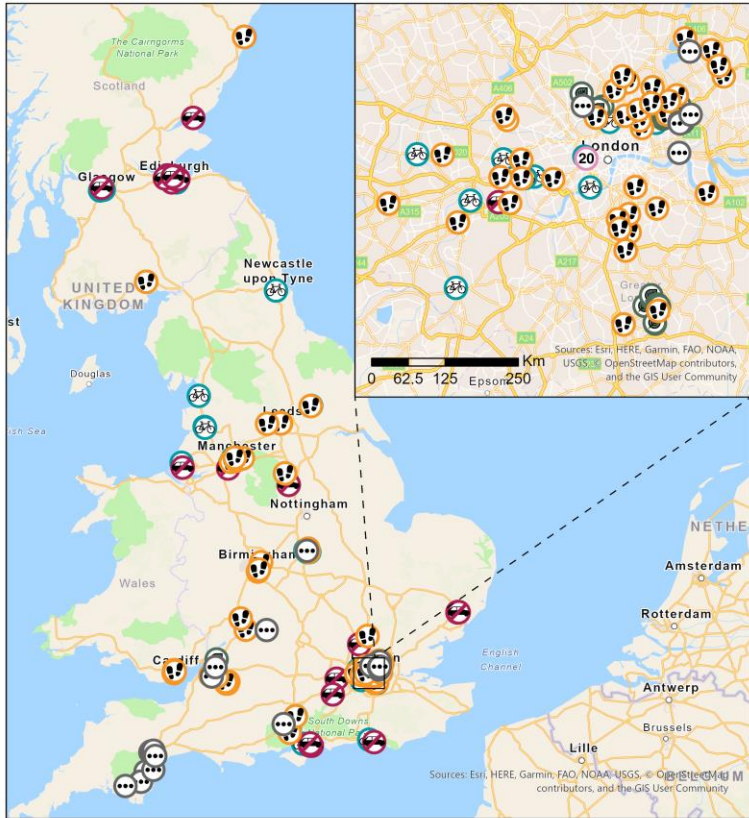 The Cairngorms
National Park
Scotland
Edinburgh
Glasgow
Newcastle
upon Tyne
UNITED
KINGDOM
st
Douglas
ish Sea
Leeds
Manchester
Nottingham
Birmingham
Wales
Cardiff
English
Channel
South Downs
National Park
NETHE
Amsterdam
Rotterdam
Antwerp
Brussels
Lille
BELGIUM
Sources: Esri, HERE, Garmin, FAO, NOAA, USGS, © OpenStreetMap
contributors, and the GIS User Community
A406
A502
London
20
A315
A102
A217
A24
Epsom
Km
0 62.5 125 250
Sources: Esri, HERE, Garmin, FAO, NOAA,
USGS, © OpenStreetMap contributors,
and the GIS User Community